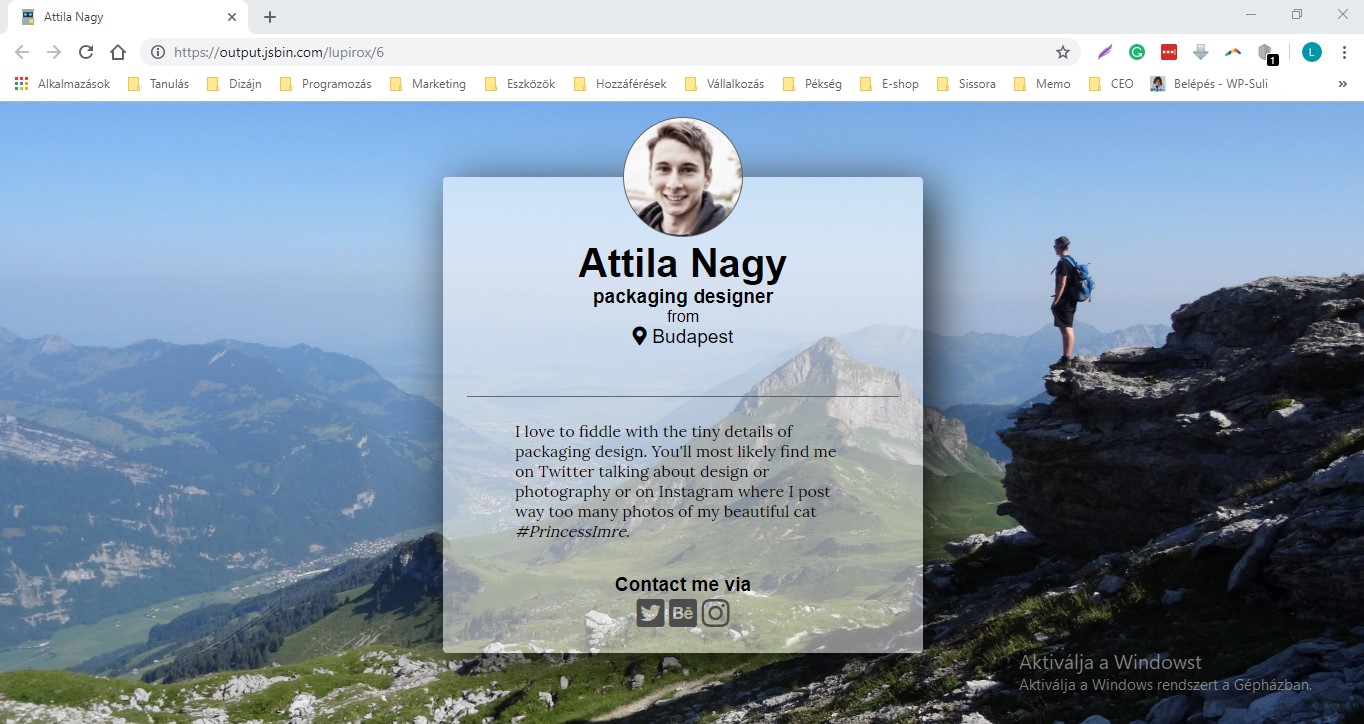 Attila Nagy
https://output.jsbin.com/lupirox/6
L
1
Alkalmazások Tanulás Dizájn Programozás Marketing Eszközök Hozzáférések Vállalkozás Pékség E-shop Sissora Memo CEO Belépés - WP-Suli »
Attila Nagy
packaging designer
from
Budapest
I love to fiddle with the tiny details of
packaging design. You'll most likely find me
on Twitter talking about design or
photography or on Instagram where I post
way too many photos of my beautiful cat
#PrincessImre.
Contact me via
Bē
Aktiválja a Windowst
Aktiválja a Windows rendszert a Gépházban.